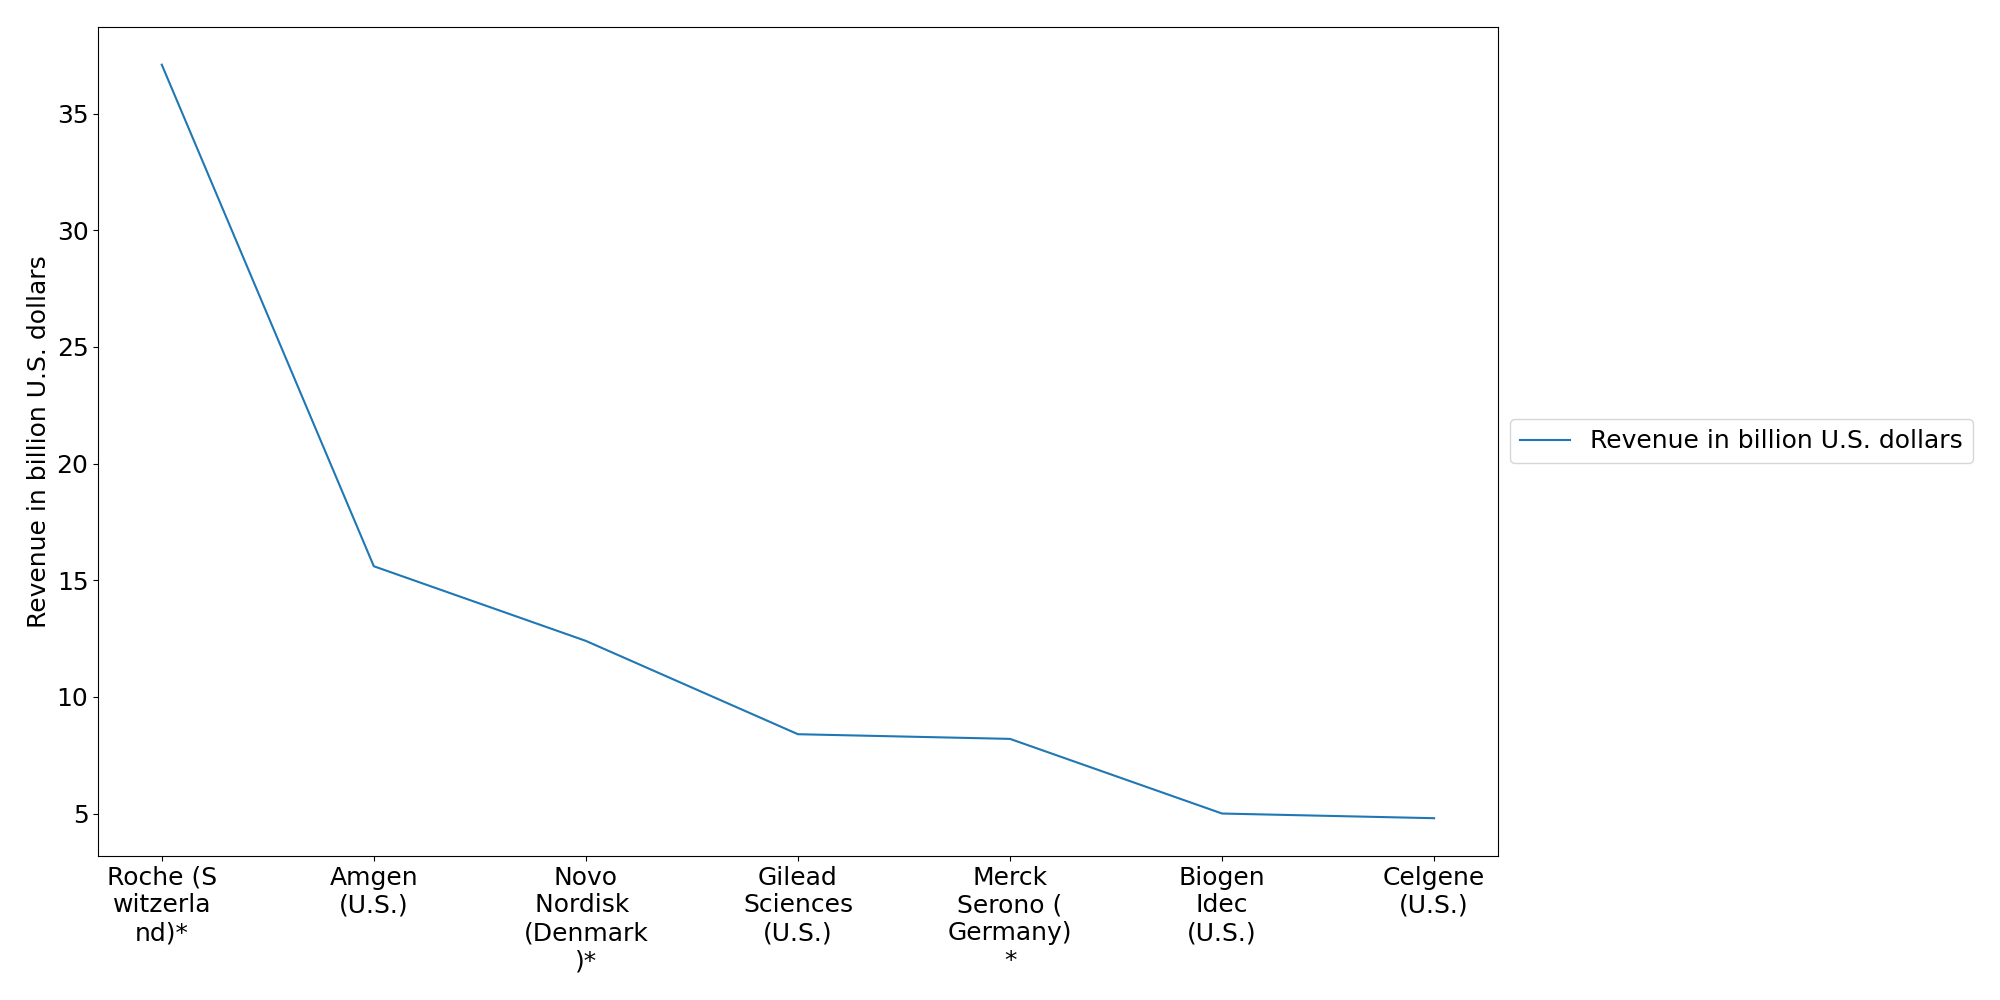 Revenue in billion U.S. dollars
35
30
25
20
15
10
5
Roche (S
witzerla
nd)*
Amgen
(U.S.)
Novo
Nordisk
(Denmark
)*
Gilead
Sciences
(U.S.)
Merck
Serono (
Germany)
*
Biogen
Idec
(U.S.)
Celgene
(U.S.)
Revenue in billion U.S. dollars